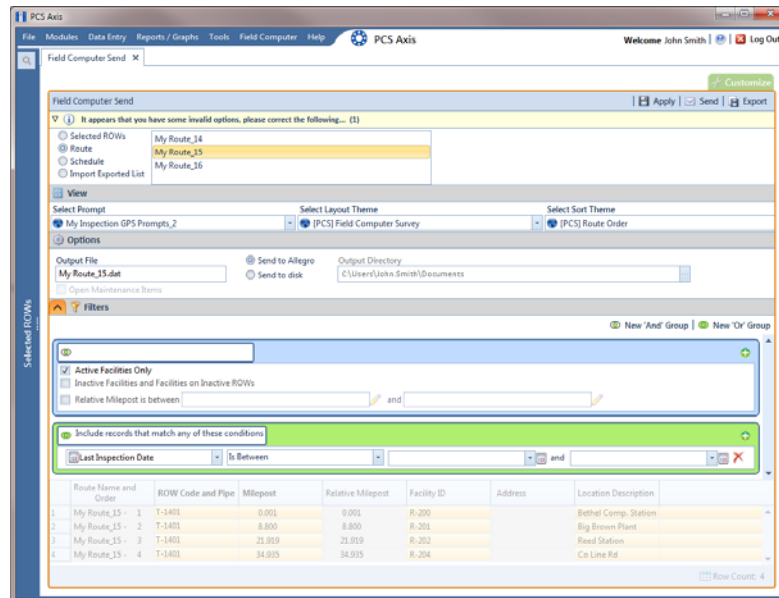 PCS Axis
File Modules Data Entry Reports / Graphs Tools Field Computer Help PCS Axis Welcome John Smith | Log Out
Field Computer Send
Customize
Field Computer Send | Apply | Send | Export
It appears that you have some invalid options, please correct the following... (1)
Selected ROWs
Route
Schedule
Import Exported List
My Route_14
My Route_15
My Route_16
View
Select Prompt Select Layout Theme Select Sort Theme
My Inspection GPS Prompts_2 [PCS] Field Computer Survey [PCS] Route Order
Options
Output File Send to Allegro Output Directory
My Route_15.dat Send to disk C:\Users\John.Smith\Documents
Open Maintenance Items
Filters
Selected ROWs
New 'And' Group | New 'Or' Group
Active Facilities Only
Inactive Facilities and Facilities on Inactive ROWs
Relative Milepost is between and
Include records that match any of these conditions
Last Inspection Date Is Between and
Route Name and Order ROW Code and Pipe Milepost Relative Milepost Facility ID Address Location Description
1 My Route_15 - 1 T-1401 0.001 0.001 R-200 Bethel Comp. Station
2 My Route_15 - 2 T-1401 8.800 8.800 R-201 Big Brown Plant
3 My Route_15 - 3 T-1401 21.919 21.919 R-202 Reed Station
4 My Route_15 - 4 T-1401 34.935 34.935 R-204 Co Line Rd
Row Count: 4